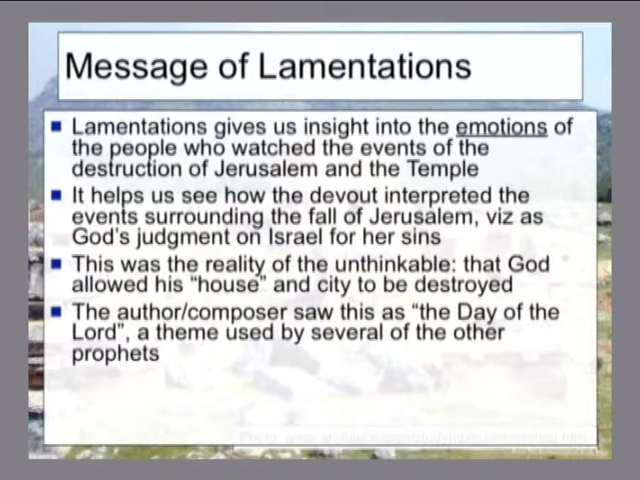 Message of Lamentations
Lamentations gives us insight into the emotions of
the people who watched the events of the
destruction of Jerusalem and the Temple
It helps us see how the devout interpreted the
events surrounding the fall of Jerusalem, viz as
God's judgment on Israel for her sins
This was the reality of the unthinkable: that God
allowed his “house” and city to be destroyed
The author/composer saw this as “the Day of the
Lord”, a theme used by several of the other
prophets